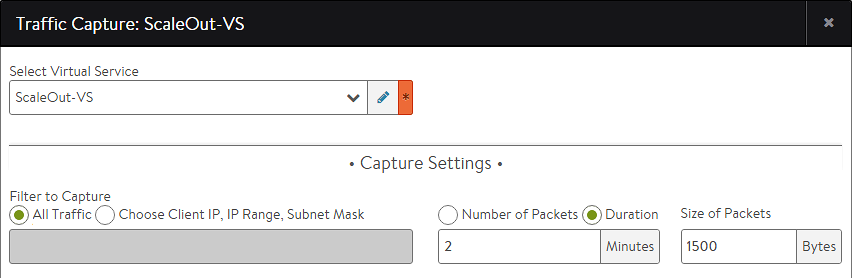 Traffic Capture: ScaleOut-VS
Select Virtual Service
ScaleOut-VS *
• Capture Settings •
Filter to Capture
All Traffic Choose Client IP, IP Range, Subnet Mask Number of Packets Duration Size of Packets
2 Minutes 1500 Bytes